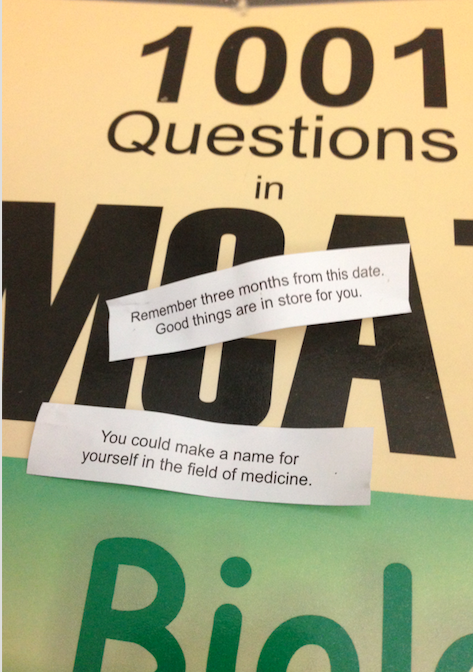 1001
Questions
in
MCAT
Remember three months from this date.
Good things are in store for you.
You could make a name for
yourself in the field of medicine.